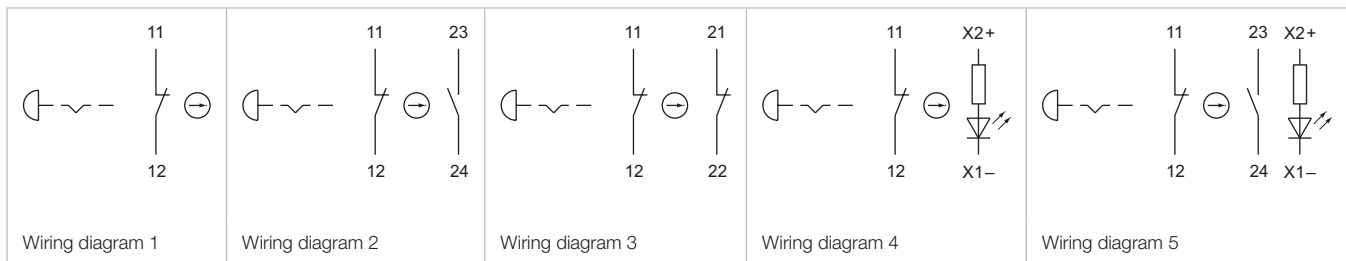 11
12
Wiring diagram 1
11 23
12 24
Wiring diagram 2
11 21
12 22
Wiring diagram 3
11 X2+
12 X1–
Wiring diagram 4
11 23 X2+
12 24 X1–
Wiring diagram 5